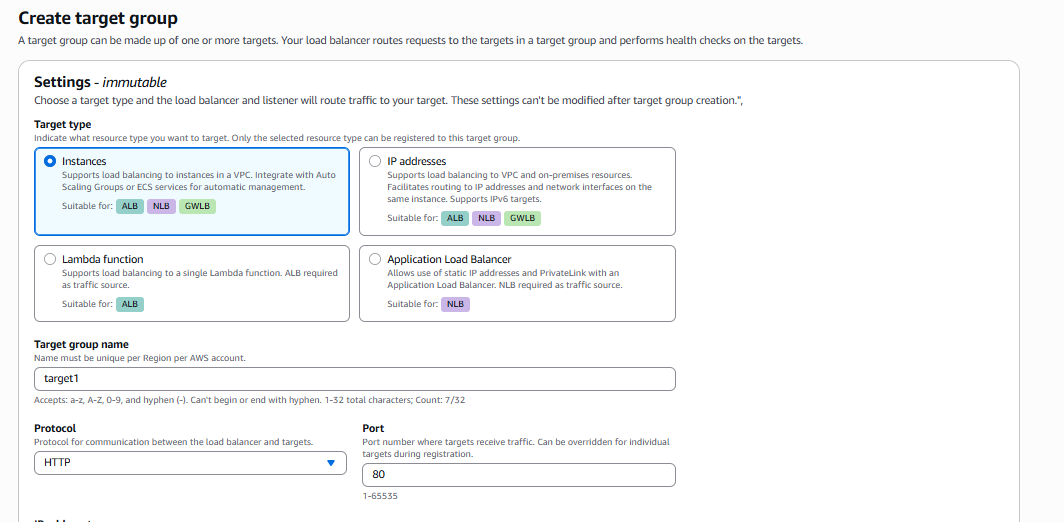 Create target group
A target group can be made up of one or more targets. Your load balancer routes requests to the targets in a target group and performs health checks on the targets.
Settings - immutable
Choose a target type and the load balancer and listener will route traffic to your target. These settings can't be modified after target group creation.",
Target type
Indicate what resource type you want to target. Only the selected resource type can be registered to this target group.
Instances
Supports load balancing to instances in a VPC. Integrate with Auto
Scaling Groups or ECS services for automatic management.
Suitable for: ALB NLB GWLB
IP addresses
Supports load balancing to VPC and on-premises resources.
Facilitates routing to IP addresses and network interfaces on the
same instance. Supports IPv6 targets.
Suitable for: ALB NLB GWLB
Lambda function
Supports load balancing to a single Lambda function. ALB required
as traffic source.
Suitable for: ALB
Application Load Balancer
Allows use of static IP addresses and PrivateLink with an
Application Load Balancer. NLB required as traffic source.
Suitable for: NLB
Target group name
Name must be unique per Region per AWS account.
target1
Accepts: a-z, A-Z, 0-9, and hyphen (-). Can't begin or end with hyphen. 1-32 total characters; Count: 7/32
Protocol
Protocol for communication between the load balancer and targets.
HTTP
Port
Port number where targets receive traffic. Can be overridden for individual
targets during registration.
80
1-65535